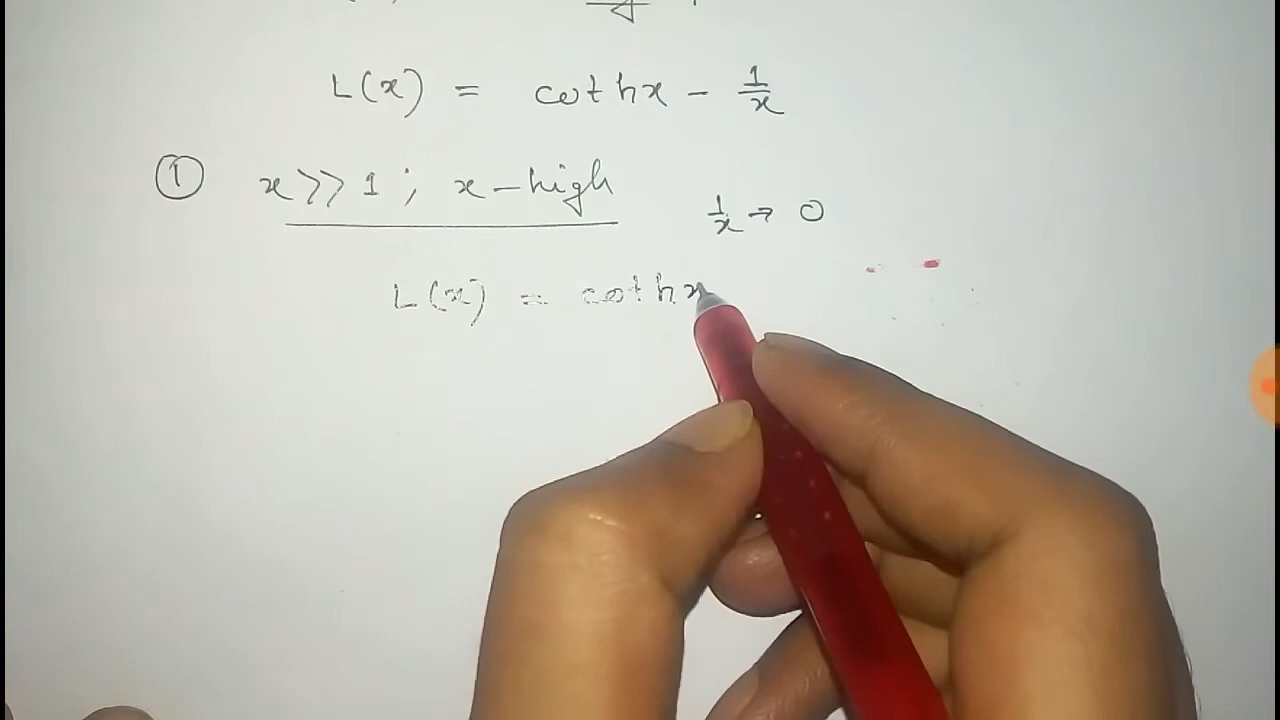 L(x) = coth x - 1/x
① x >> 1 ; x - high
1/x → 0
L(x) = coth x